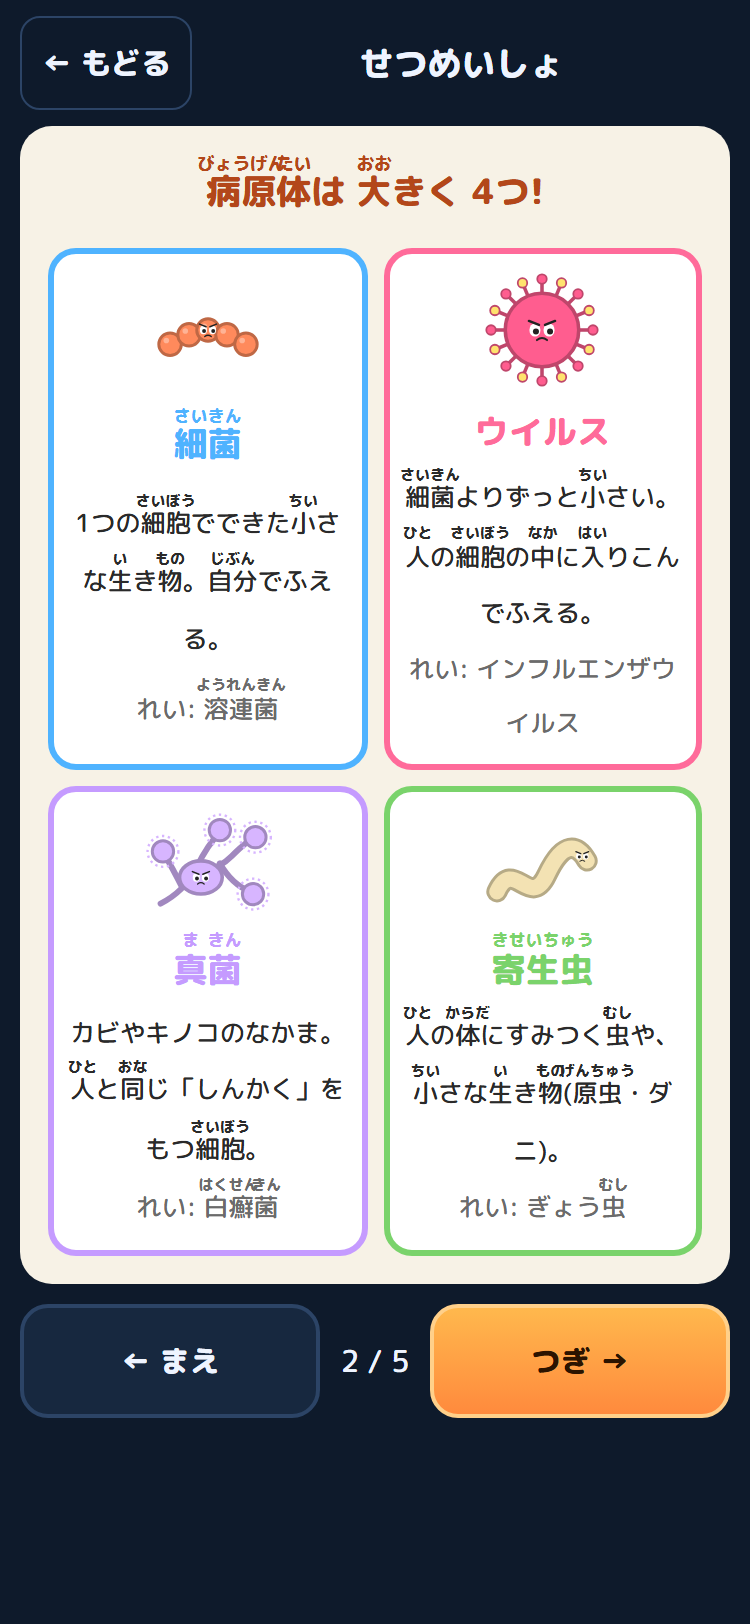 ← もどる
せつめいしょ
びょうげんたい おお
病原体は 大きく 4つ!
さいきん
細菌
さいぼう ちい
1つの細胞でできた小さ
い もの じぶん
な生き物。自分でふえ
る。
ようれんきん
れい: 溶連菌
ウイルス
さいきん ちい
細菌よりずっと小さい。
ひと さいぼう なか はい
人の細胞の中に入りこん
でふえる。
れい: インフルエンザウ
イルス
ま きん
真菌
カビやキノコのなかま。
ひと おな
人と同じ「しんかく」を
さいぼう
もつ細胞。
はくせんきん
れい: 白癬菌
きせいちゅう
寄生虫
ひと からだ むし
人の体にすみつく虫や、
ちい い もの げんちゅう
小さな生き物(原虫・ダ
ニ)。
むし
れい: ぎょう虫
← まえ
2 / 5
つぎ →